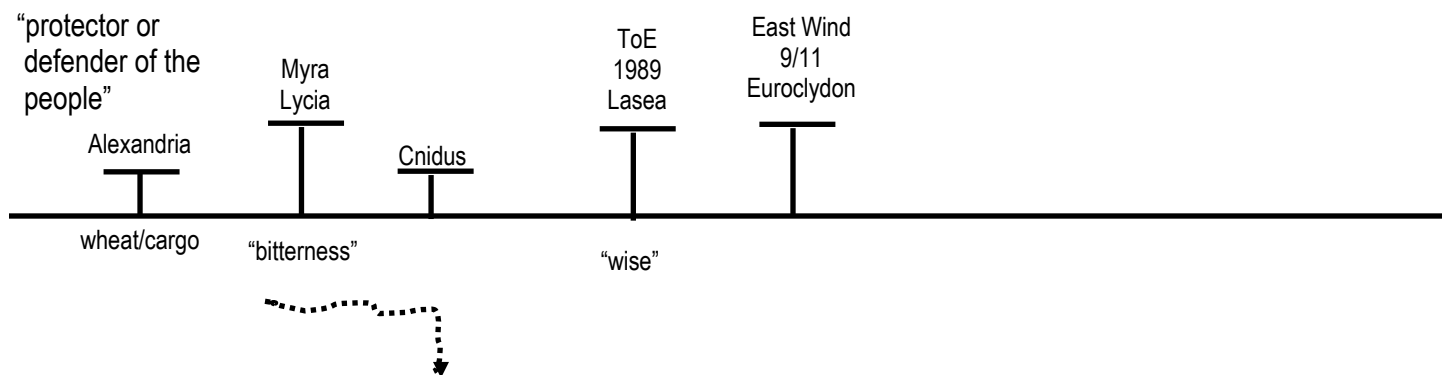 “protector or
defender of the
people”
Alexandria
wheat/cargo
Myra
Lycia
“bitterness”
Cnidus
ToE
1989
Lasea
“wise”
East Wind
9/11
Euroclydon